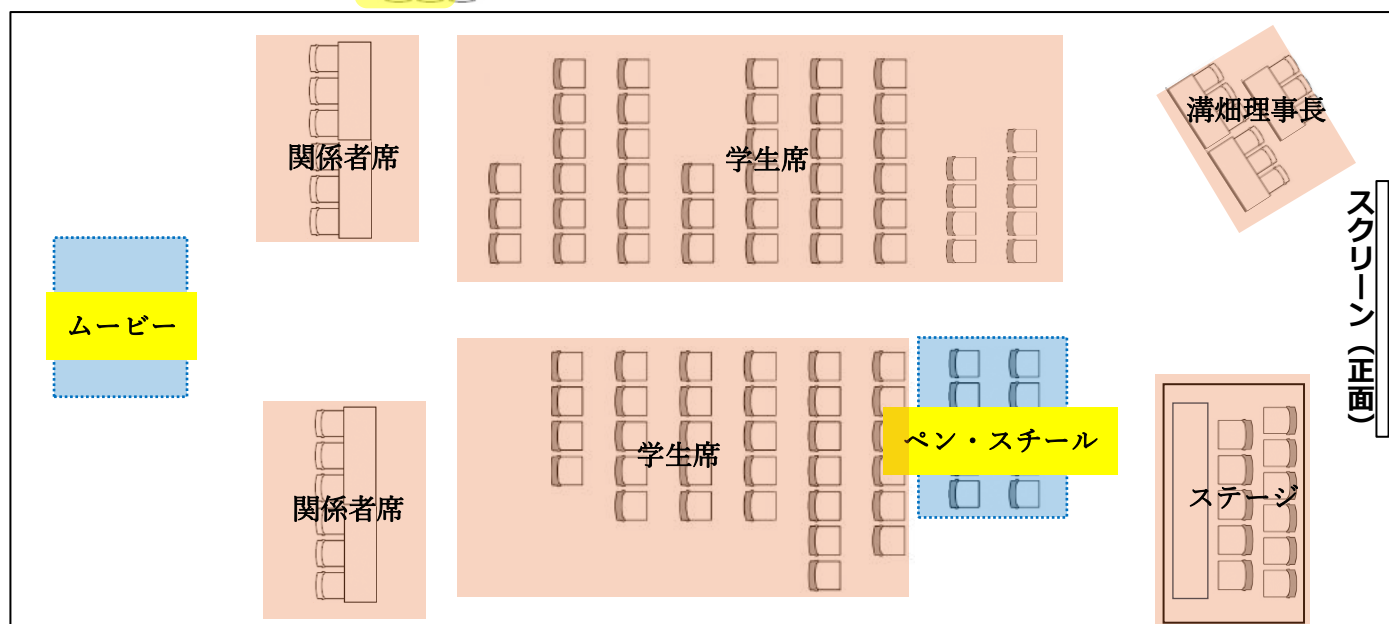 関係者席
学生席
溝畑理事長
スクリーン（正面）
ムービー
関係者席
学生席
ペン・スチール
ステージ